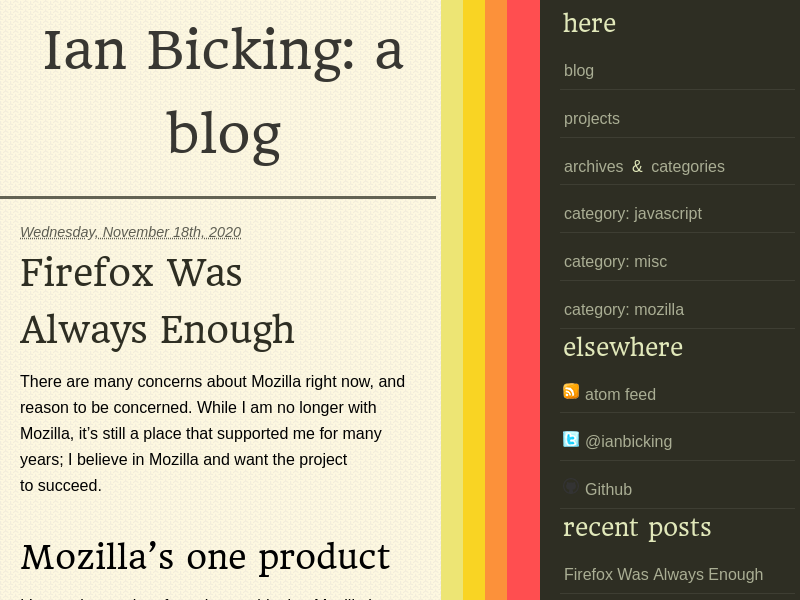 Ian Bicking: a
blog
Wednesday, November 18th, 2020
Firefox Was
Always Enough
There are many concerns about Mozilla right now, and
reason to be concerned. While I am no longer with
Mozilla, it’s still a place that supported me for many
years; I believe in Mozilla and want the project
to succeed.
Mozilla’s one product
here
blog
projects
archives & categories
category: javascript
category: misc
category: mozilla
elsewhere
atom feed
@ianbicking
Github
recent posts
Firefox Was Always Enough